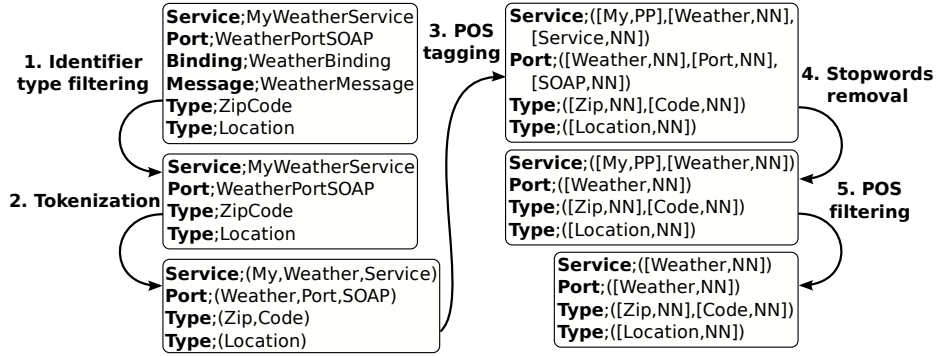 1. Identifier
type filtering
Service;MyWeatherService
Port;WeatherPortSOAP
Binding;WeatherBinding
Message;WeatherMessage
Type;ZipCode
Type;Location
2. Tokenization
Service;MyWeatherService
Port;WeatherPortSOAP
Type;ZipCode
Type;Location
Service;(My,Weather,Service)
Port;(Weather,Port,SOAP)
Type;(Zip,Code)
Type;(Location)
3. POS
tagging
Service;([My,PP],[Weather,NN],
[Service,NN])
Port;([Weather,NN],[Port,NN],
[SOAP,NN])
Type;([Zip,NN],[Code,NN])
Type;([Location,NN])
4. Stopwords
removal
Service;([My,PP],[Weather,NN])
Port;([Weather,NN])
Type;([Zip,NN],[Code,NN])
Type;([Location,NN])
5. POS
filtering
Service;([Weather,NN])
Port;([Weather,NN])
Type;([Zip,NN],[Code,NN])
Type;([Location,NN])